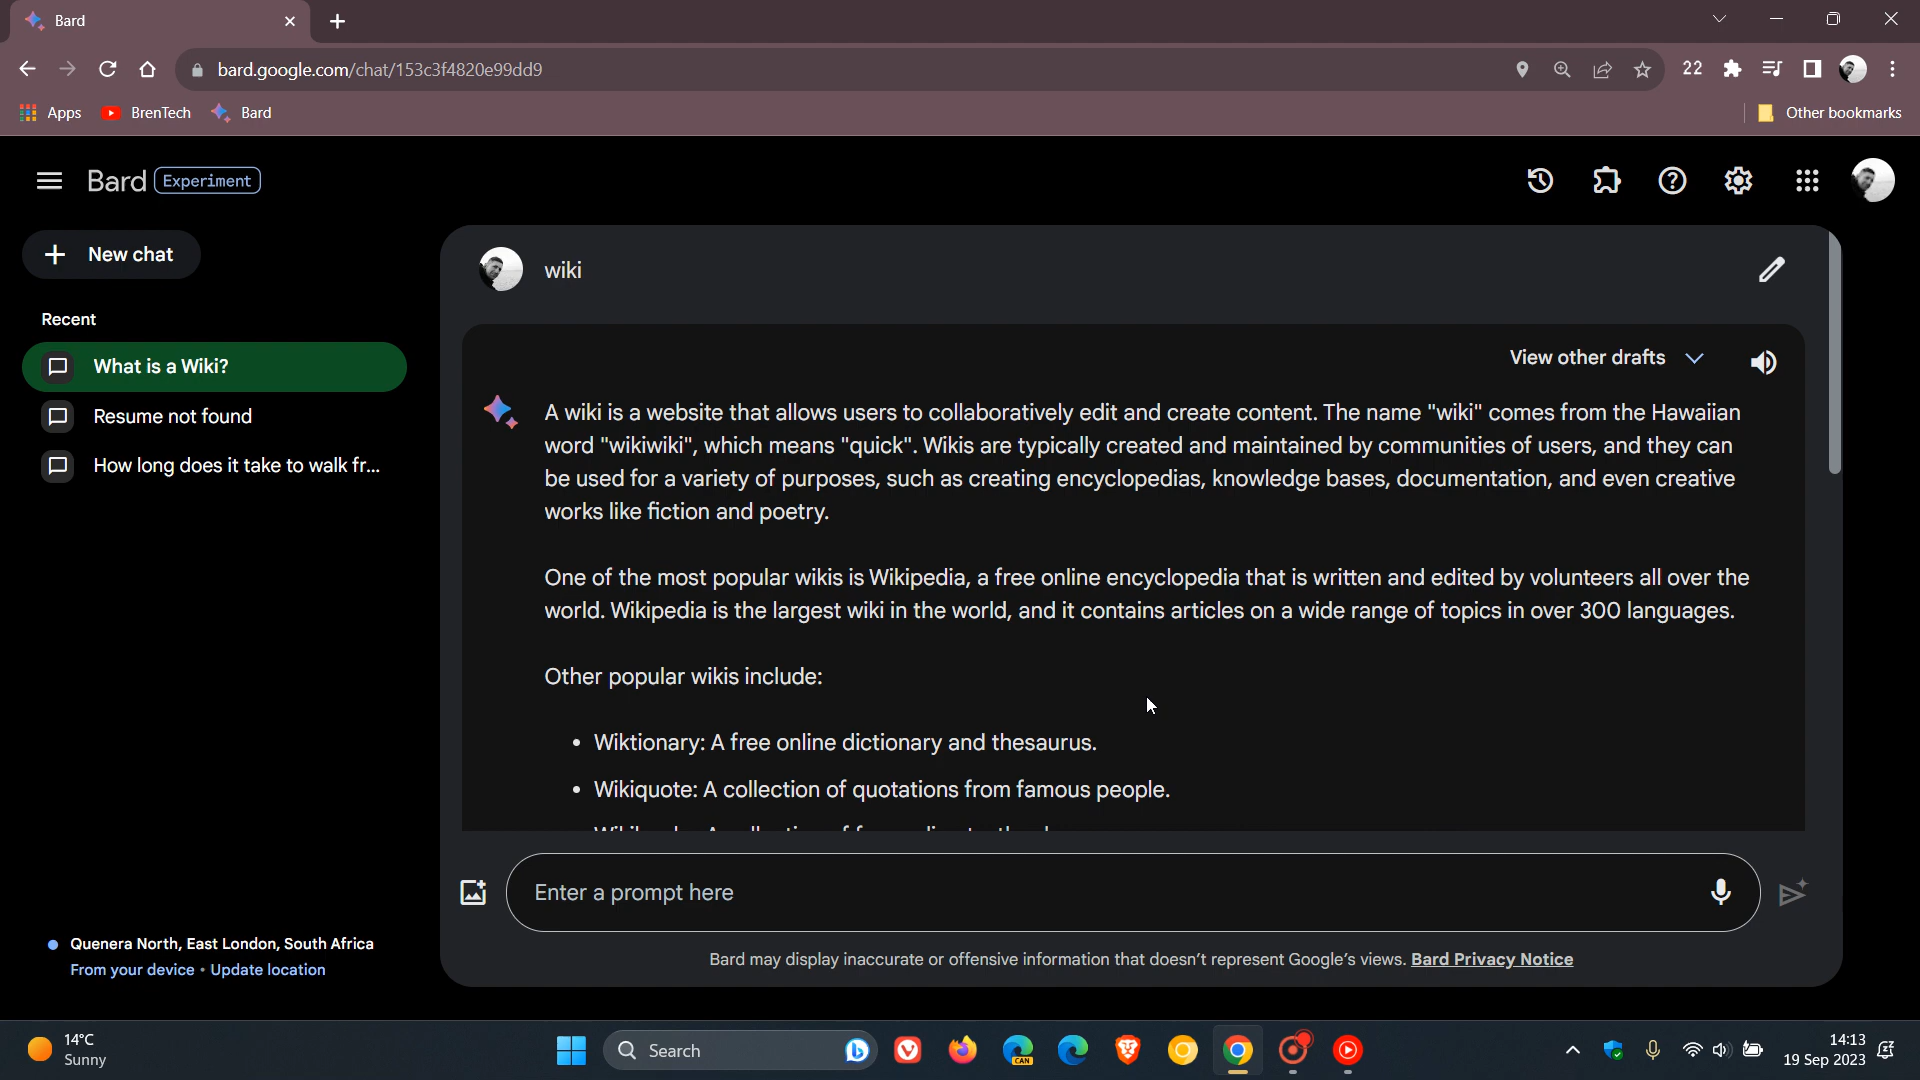 Bard
bard.google.com/chat/153c3f4820e99dd9
22
Apps
BrenTech
Bard
Other bookmarks
Bard
Experiment
New chat
Recent
What is a Wiki?
Resume not found
How long does it take to walk fr...
wiki
View other drafts
A wiki is a website that allows users to collaboratively edit and create content. The name "wiki" comes from the Hawaiian
word "wikiwiki", which means "quick". Wikis are typically created and maintained by communities of users, and they can
be used for a variety of purposes, such as creating encyclopedias, knowledge bases, documentation, and even creative
works like fiction and poetry.
One of the most popular wikis is Wikipedia, a free online encyclopedia that is written and edited by volunteers all over the
world. Wikipedia is the largest wiki in the world, and it contains articles on a wide range of topics in over 300 languages.
Other popular wikis include:
• Wiktionary: A free online dictionary and thesaurus.
• Wikiquote: A collection of quotations from famous people.
Enter a prompt here
Bard may display inaccurate or offensive information that doesn't represent Google's views. Bard Privacy Notice
Quenera North, East London, South Africa
From your device • Update location
14°C
Sunny
Search
CAN
14:13
19 Sep 2023